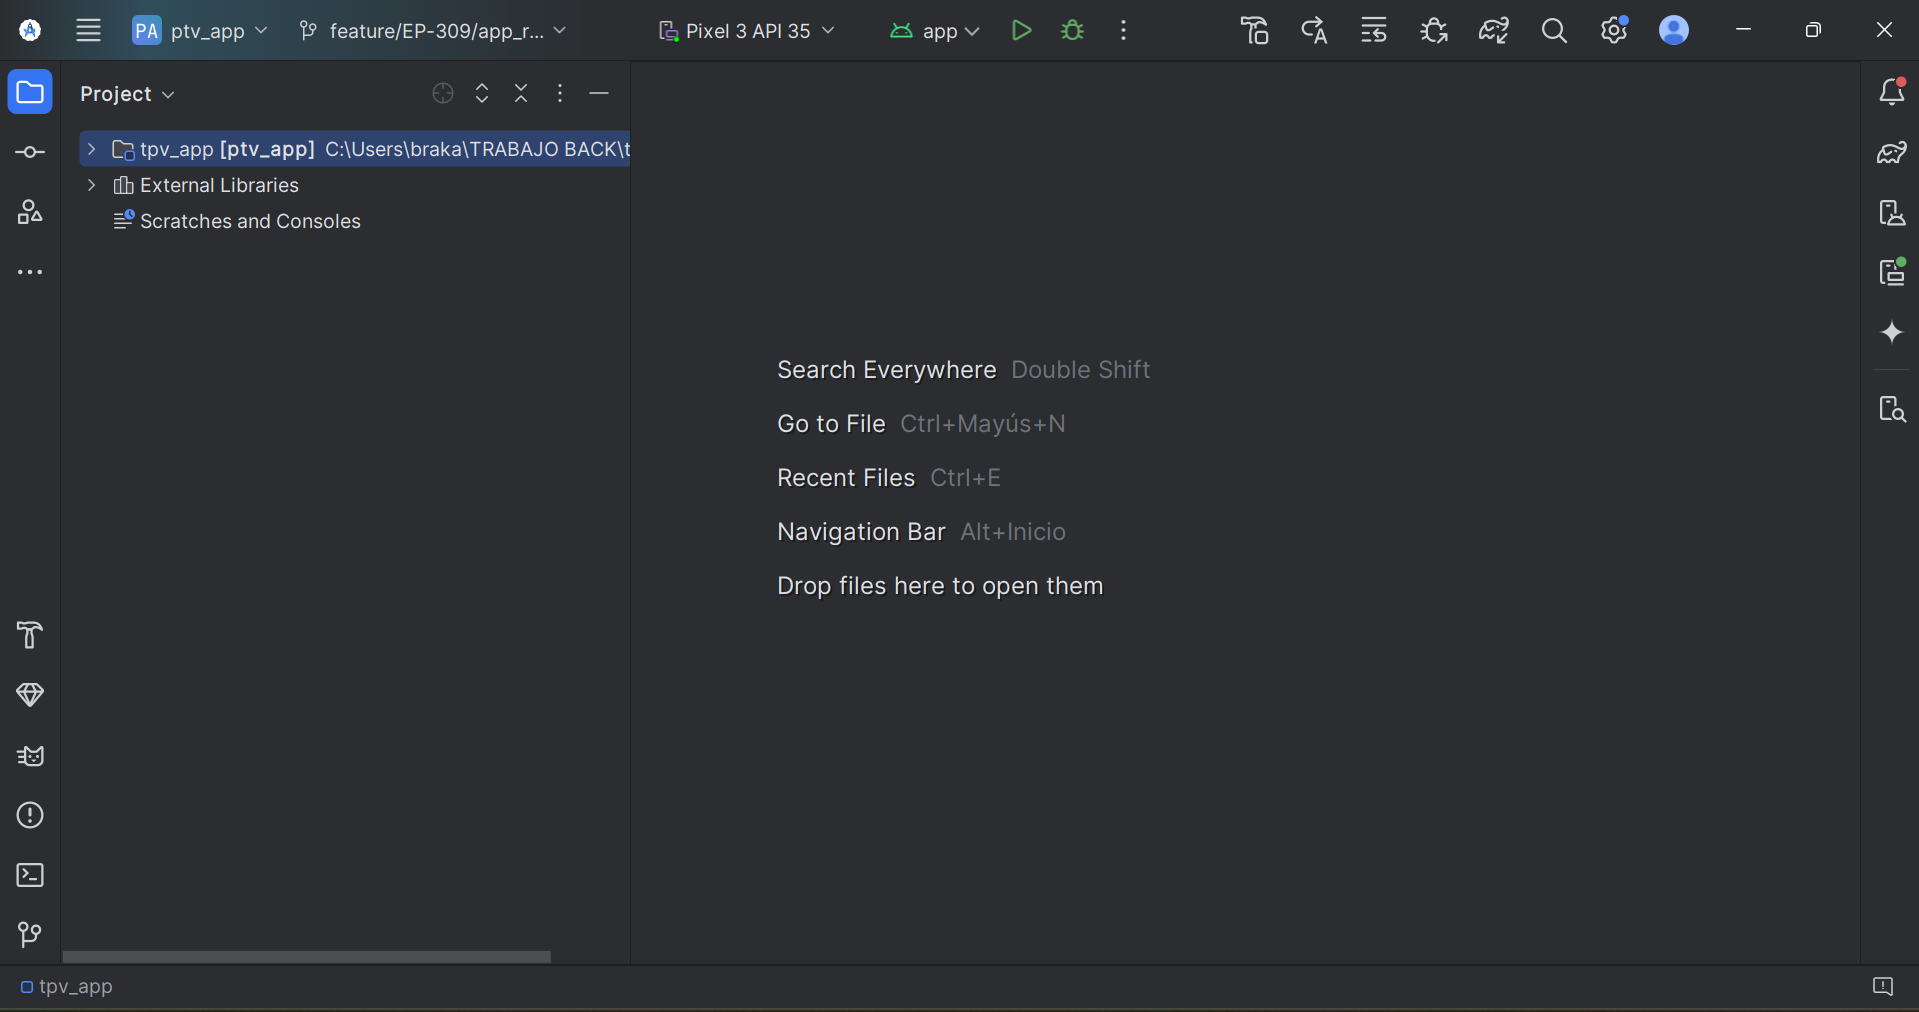 PA ptv_app feature/EP-309/app_r... Pixel 3 API 35 app
Project
tpv_app [ptv_app] C:\Users\braka\TRABAJO BACK\t
External Libraries
Scratches and Consoles
Search Everywhere Double Shift
Go to File Ctrl+Mayús+N
Recent Files Ctrl+E
Navigation Bar Alt+Inicio
Drop files here to open them
tpv_app